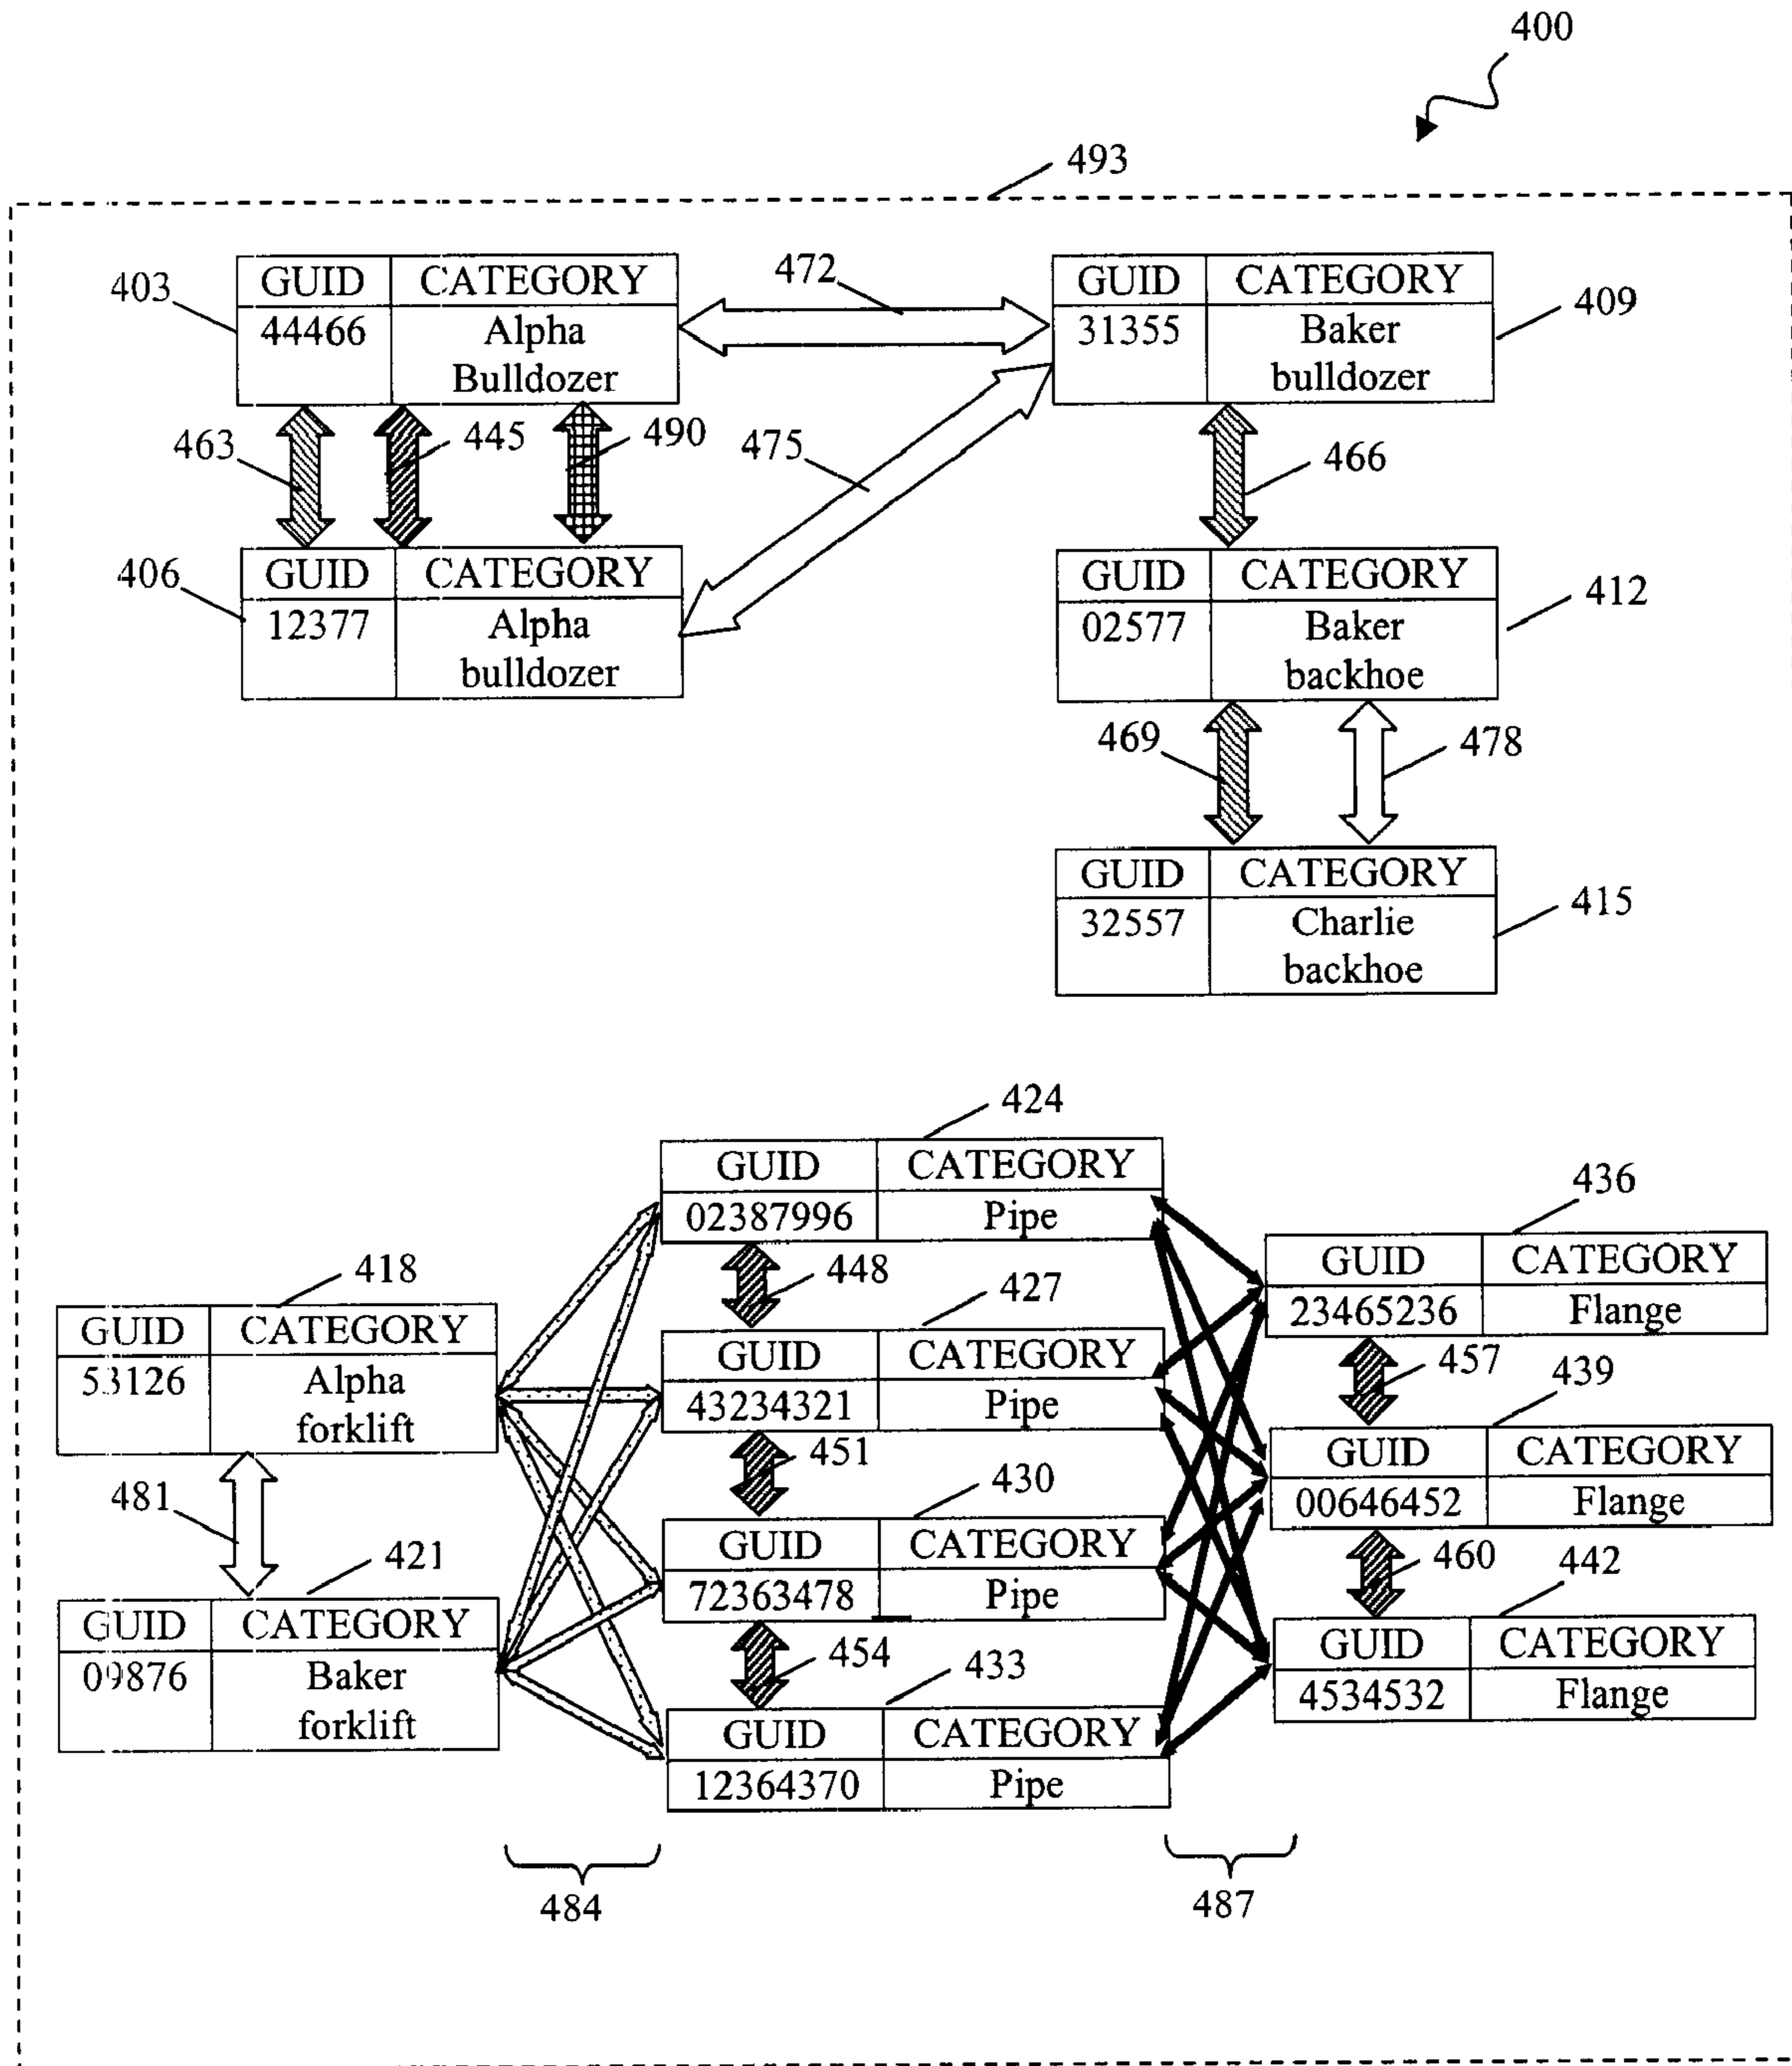 400
493
GUID CATEGORY
403
44466 Alpha
Bulldozer
472
GUID CATEGORY
409
31355 Baker
bulldozer
463
445
490
475
466
406
GUID CATEGORY
12377 Alpha
bulldozer
GUID CATEGORY
412
02577 Baker
backhoe
469
478
GUID CATEGORY
415
32557 Charlie
backhoe
424
GUID CATEGORY
02387996 Pipe
436
GUID CATEGORY
23465236 Flange
418
GUID CATEGORY
53126 Alpha
forklift
448
427
GUID CATEGORY
43234321 Pipe
457
439
GUID CATEGORY
00646452 Flange
481
451
430
GUID CATEGORY
72363478 Pipe
460
442
GUID CATEGORY
4534532 Flange
421
GUID CATEGORY
09876 Baker
forklift
454
433
GUID CATEGORY
12364370 Pipe
484
487